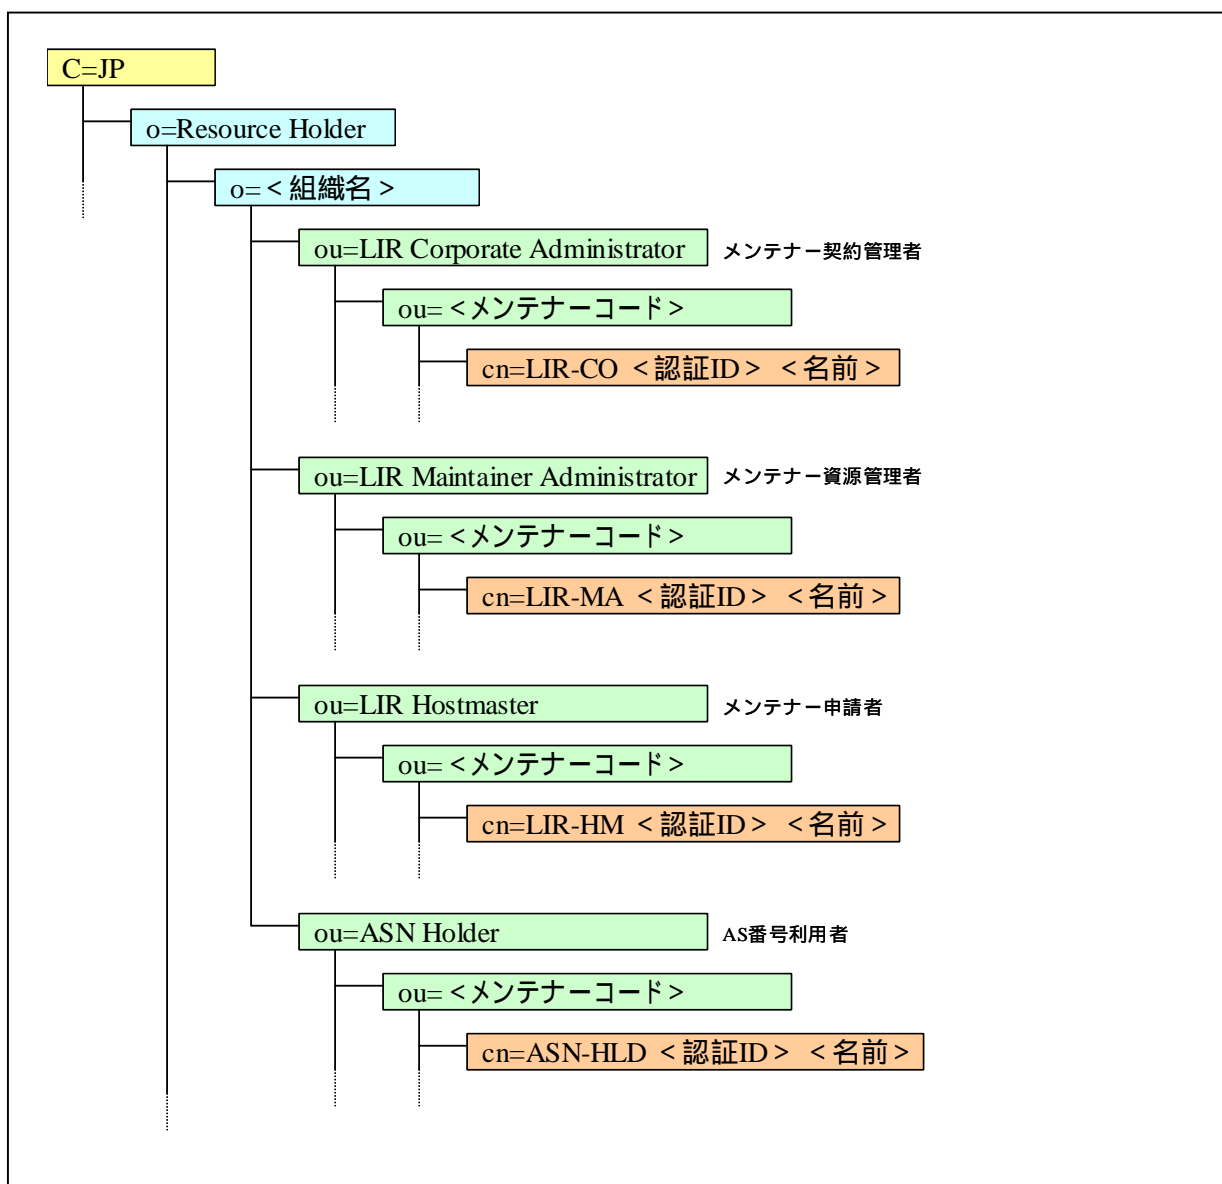 C=JP
o=Resource Holder
o=＜組織名＞
ou=LIR Corporate Administrator メンテナー契約管理者
ou=＜メンテナーコード＞
cn=LIR-CO ＜認証ID＞ ＜名前＞
ou=LIR Maintainer Administrator メンテナー資源管理者
ou=＜メンテナーコード＞
cn=LIR-MA ＜認証ID＞ ＜名前＞
ou=LIR Hostmaster メンテナー申請者
ou=＜メンテナーコード＞
cn=LIR-HM ＜認証ID＞ ＜名前＞
ou=ASN Holder AS番号利用者
ou=＜メンテナーコード＞
cn=ASN-HLD ＜認証ID＞ ＜名前＞